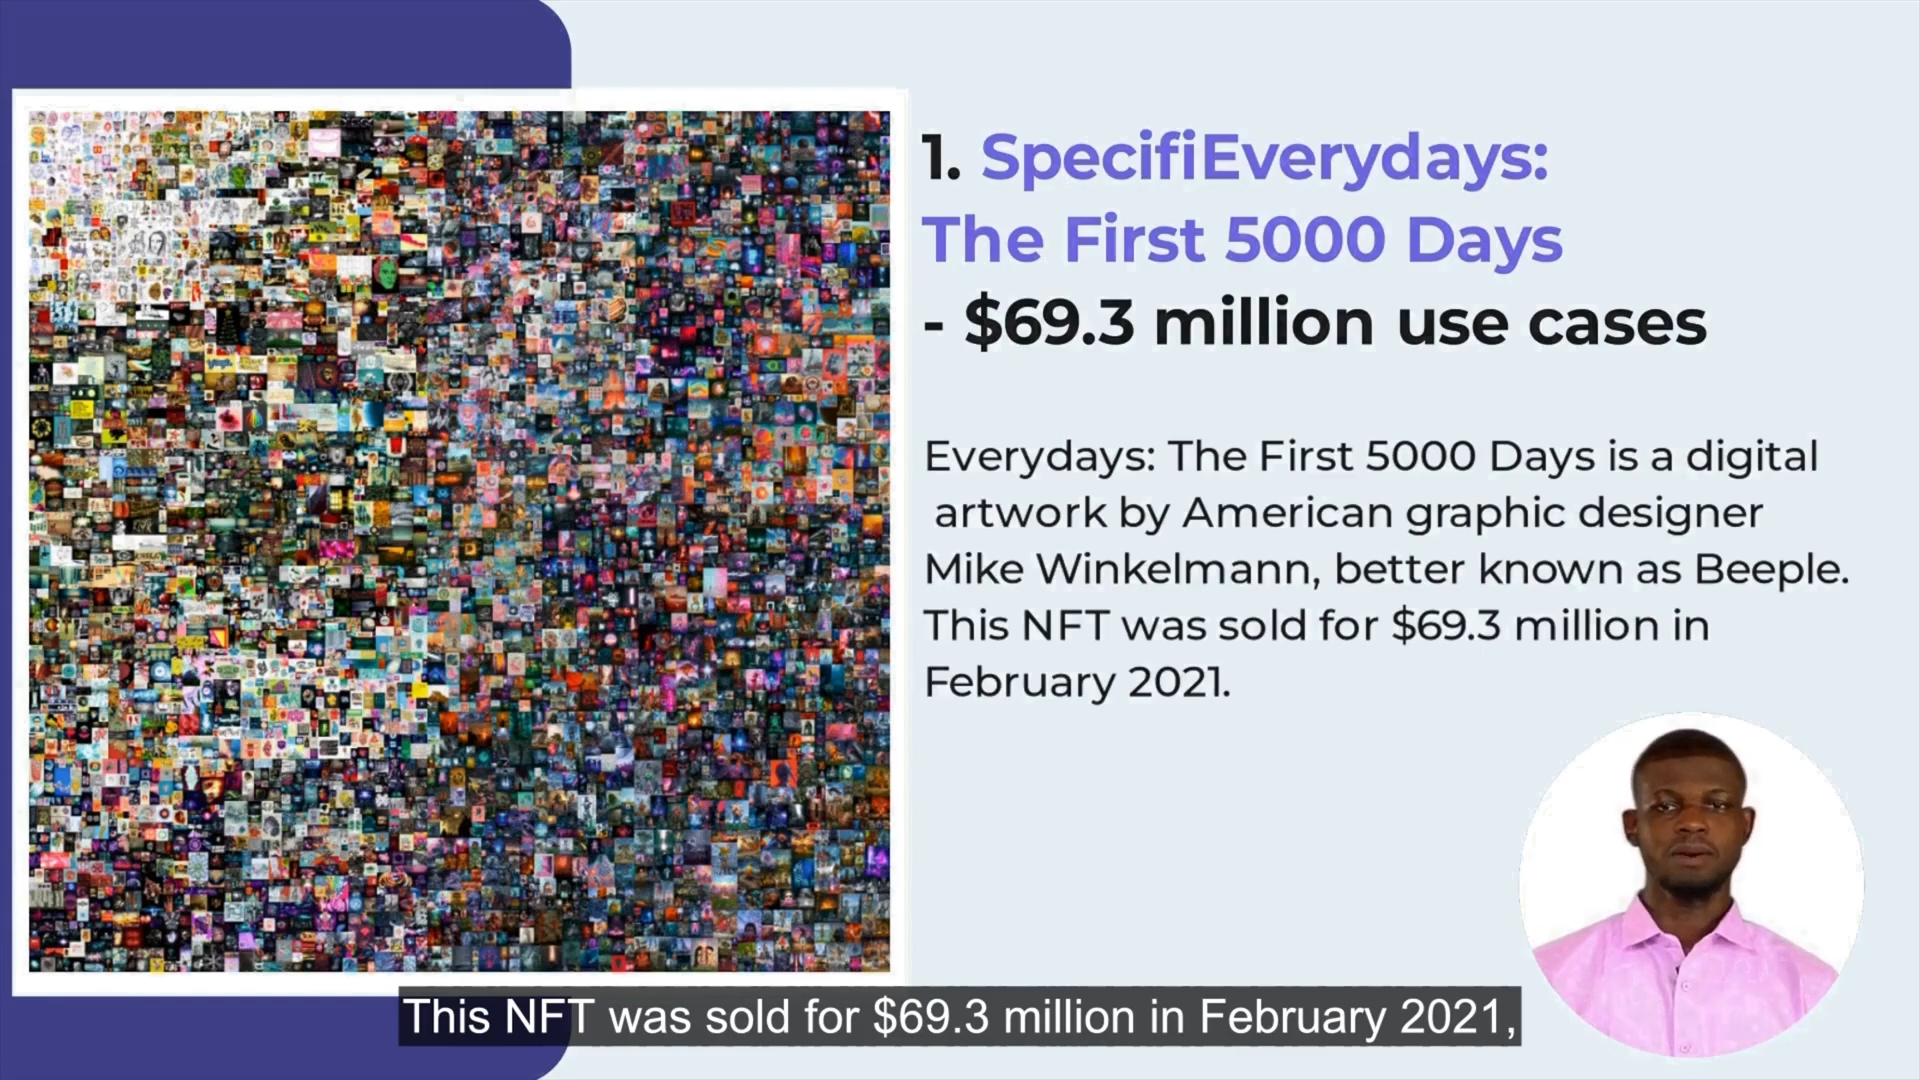 1. SpecifiEverydays:
The First 5000 Days
- $69.3 million use cases
Everydays: The First 5000 Days is a digital
artwork by American graphic designer
Mike Winkelmann, better known as Beeple.
This NFT was sold for $69.3 million in
February 2021.
This NFT was sold for $69.3 million in February 2021,